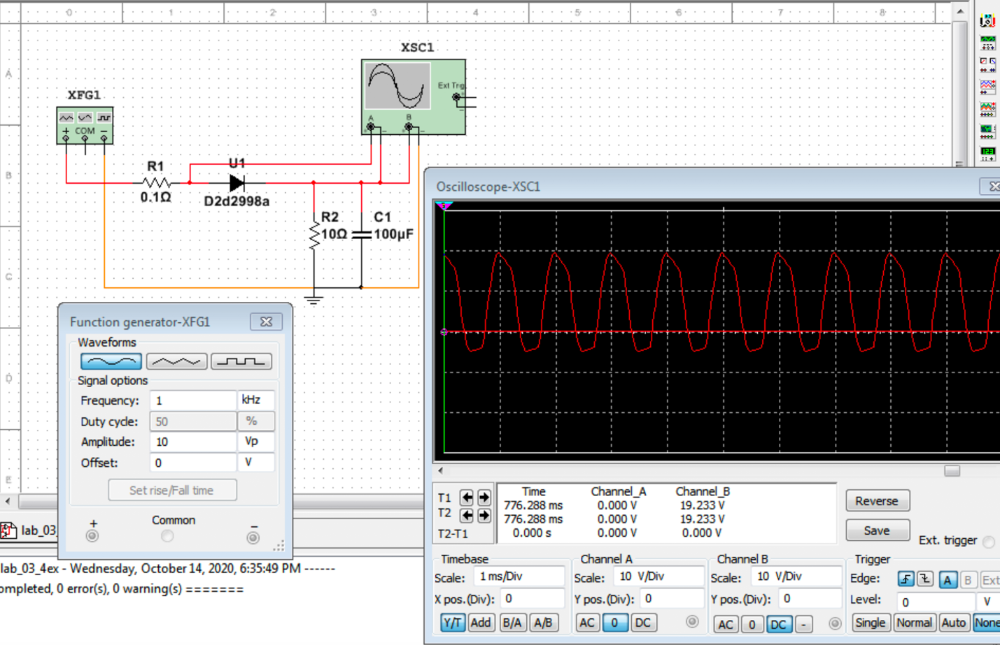 0 1 2 3 4 5 6 7 8
A
B
C
D
E
XSC1
Ext Trig
+
-
A B
+ - + -
XFG1
+ COM -
R1
0.1Ω
U1
D2d2998a
R2
10Ω
C1
100µF
Function generator-XFG1
Waveforms
Signal options
Frequency: 1 kHz
Duty cycle: 50 %
Amplitude: 10 Vp
Offset: 0 V
Set rise/Fall time
+ Common -
lab_03_
lab_03_4ex - Wednesday, October 14, 2020, 6:35:49 PM ------
ompleted, 0 error(s), 0 warning(s) =======
Oscilloscope-XSC1
Time Channel_A Channel_B
T1 776.288 ms 0.000 V 19.233 V
T2 776.288 ms 0.000 V 19.233 V
T2-T1 0.000 s 0.000 V 0.000 V
Reverse
Save
Ext. trigger
Timebase
Scale: 1 ms/Div
X pos.(Div): 0
Y/T Add B/A A/B
Channel A
Scale: 10 V/Div
Y pos.(Div): 0
AC 0 DC
Channel B
Scale: 10 V/Div
Y pos.(Div): 0
AC 0 DC -
Trigger
Edge: A B Ext
Level: 0 V
Single Normal Auto None